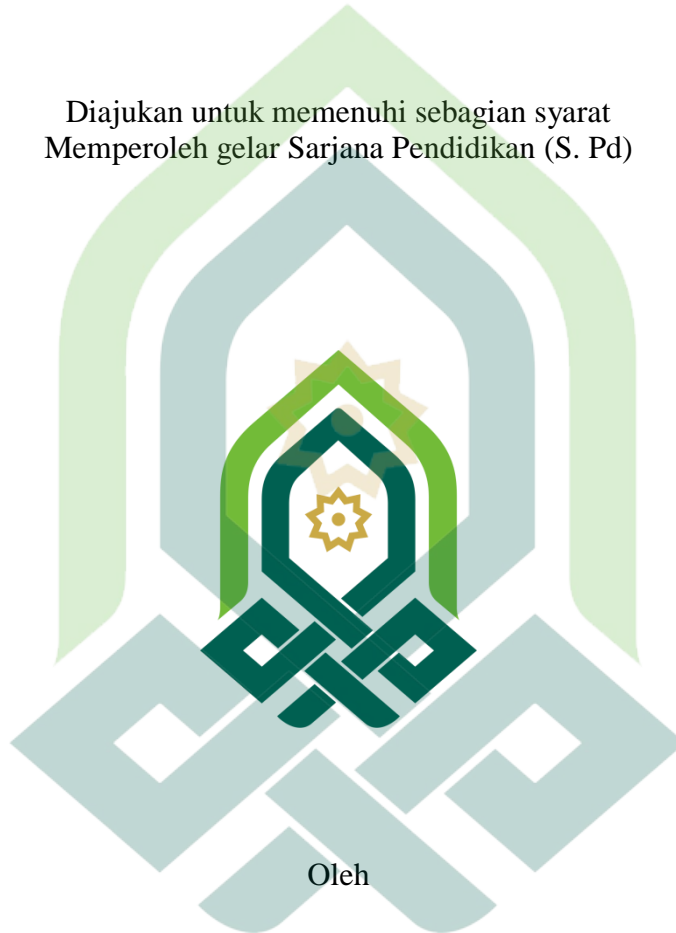 Diajukan untuk memenuhi sebagian syarat
Memperoleh gelar Sarjana Pendidikan (S. Pd)
Oleh